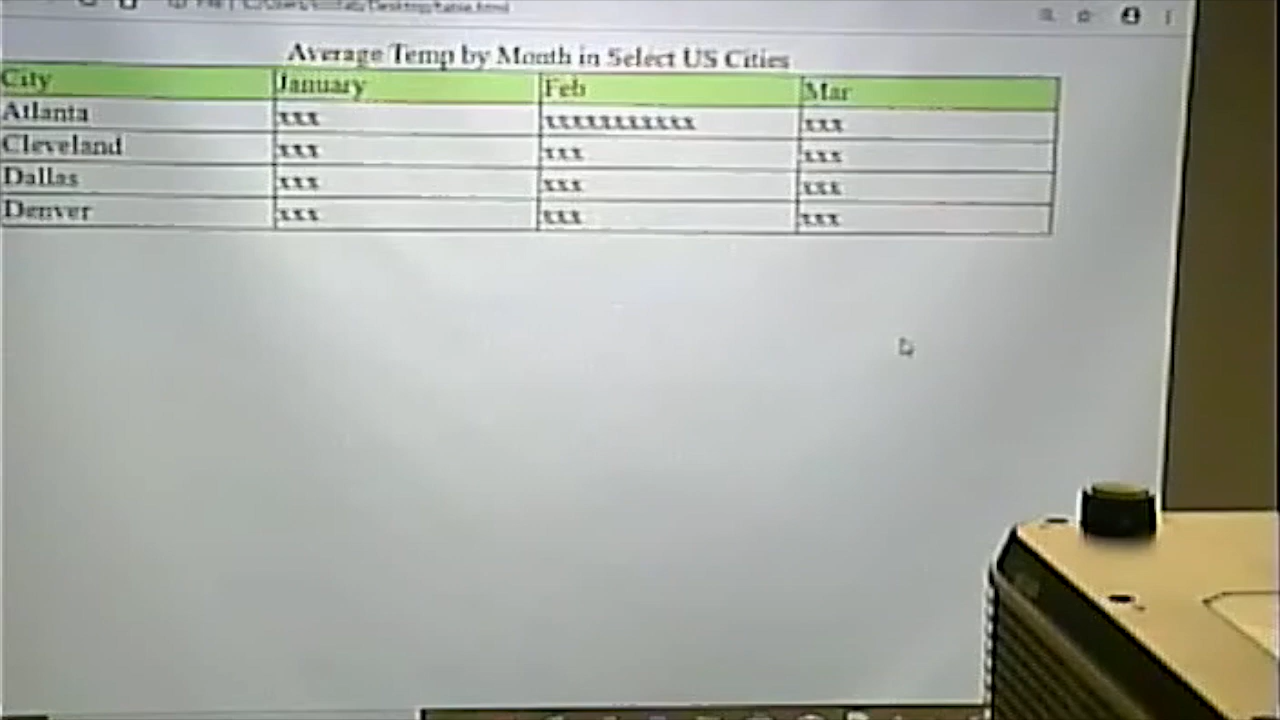 Average Temp by Month in Select US Cities
City January Feb Mar
Atlanta xxx xxxxxxxxxxx xxx
Cleveland xxx xxx xxx
Dallas xxx xxx xxx
Denver xxx xxx xxx